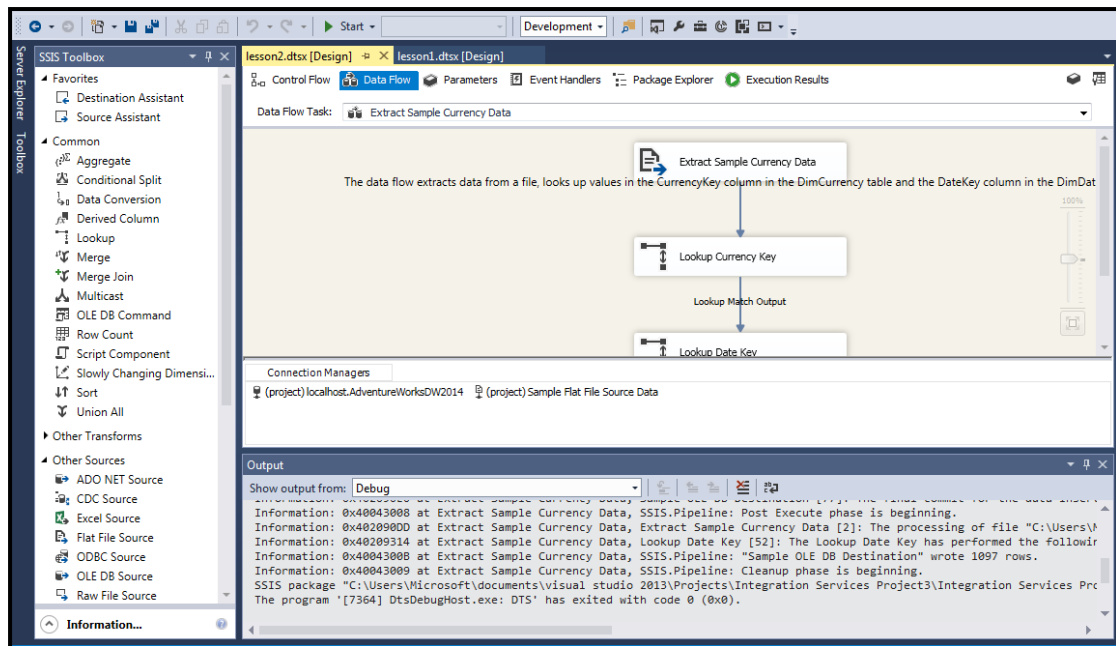 Start
Development
Server Explorer
Toolbox
SSIS Toolbox
Favorites
Destination Assistant
Source Assistant
Common
Aggregate
Conditional Split
Data Conversion
Derived Column
Lookup
Merge
Merge Join
Multicast
OLE DB Command
Row Count
Script Component
Slowly Changing Dimensi...
Sort
Union All
Other Transforms
Other Sources
ADO NET Source
CDC Source
Excel Source
Flat File Source
ODBC Source
OLE DB Source
Raw File Source
Information...
lesson2.dtsx [Design] lesson1.dtsx [Design]
Control Flow Data Flow Parameters Event Handlers Package Explorer Execution Results
Data Flow Task: Extract Sample Currency Data
Extract Sample Currency Data
The data flow extracts data from a file, looks up values in the CurrencyKey column in the DimCurrency table and the DateKey column in the DimDat
100%
Lookup Currency Key
Lookup Match Output
Lookup Date Key
Connection Managers
(project) localhost.AdventureWorksDW2014 (project) Sample Flat File Source Data
Output
Show output from: Debug
Information: 0x40043008 at Extract Sample Currency Data, SSIS.Pipeline: Post Execute phase is beginning.
Information: 0x402090DD at Extract Sample Currency Data, Extract Sample Currency Data [2]: The processing of file "C:\Users\
Information: 0x40209314 at Extract Sample Currency Data, Lookup Date Key [52]: The Lookup Date Key has performed the followin
Information: 0x4004300B at Extract Sample Currency Data, SSIS.Pipeline: "Sample OLE DB Destination" wrote 1097 rows.
Information: 0x40043009 at Extract Sample Currency Data, SSIS.Pipeline: Cleanup phase is beginning.
SSIS package "C:\Users\Microsoft\documents\visual studio 2013\Projects\Integration Services Project3\Integration Services Prc
The program '[7364] DtsDebugHost.exe: DTS' has exited with code 0 (0x0).